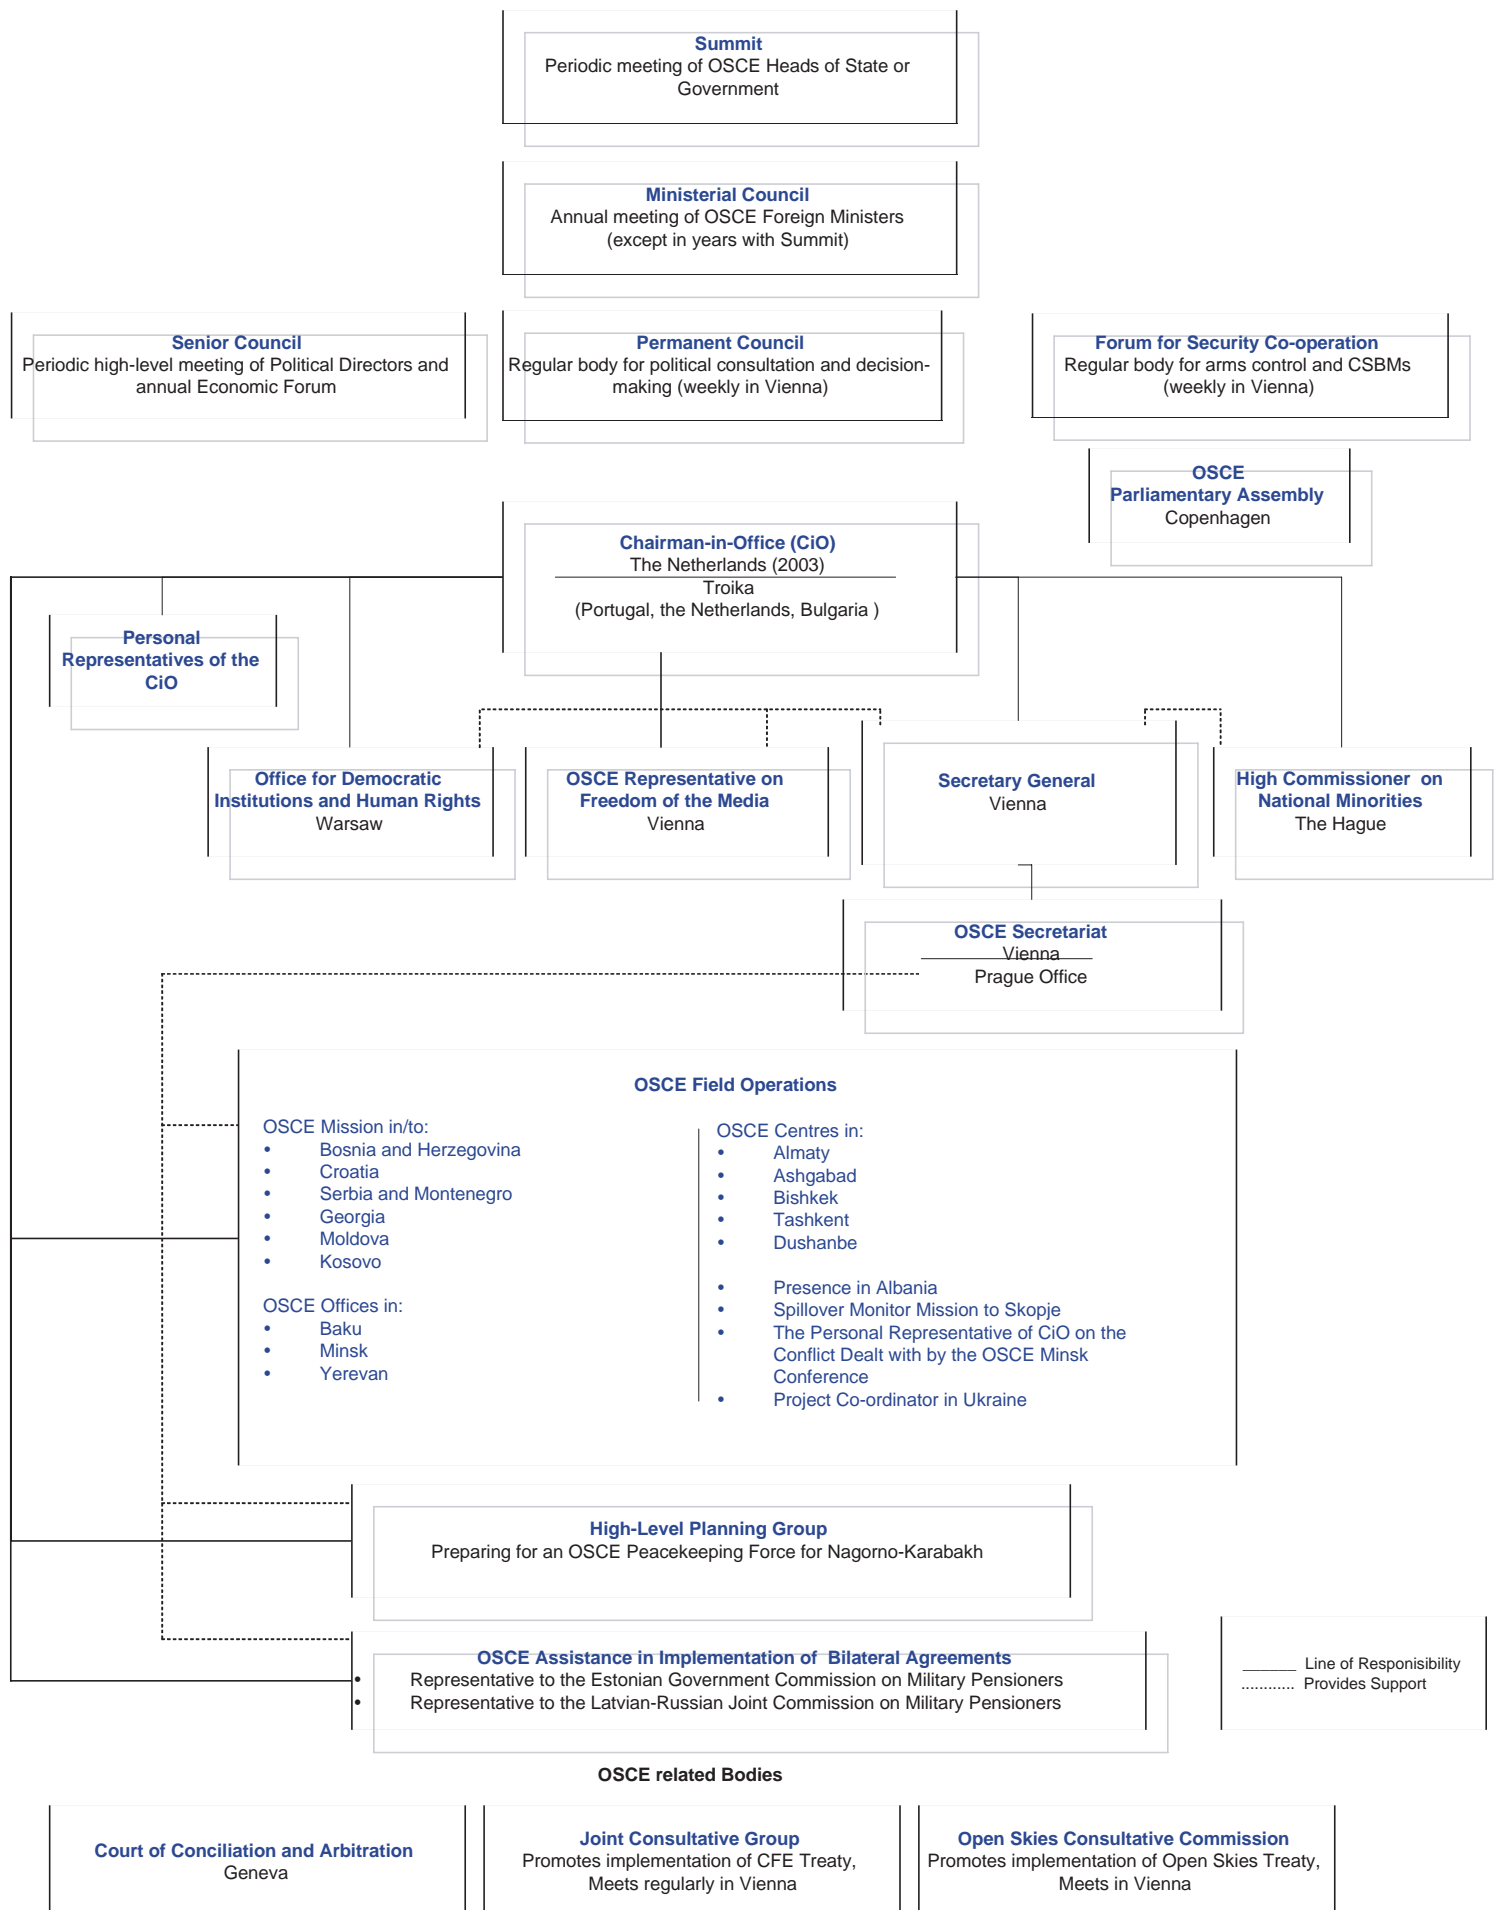 Summit
Periodic meeting of OSCE Heads of State or
Government
Ministerial Council
Annual meeting of OSCE Foreign Ministers
(except in years with Summit)
Senior Council
Periodic high-level meeting of Political Directors and
annual Economic Forum
Permanent Council
Regular body for political consultation and decision-
making (weekly in Vienna)
Forum for Security Co-operation
Regular body for arms control and CSBMs
(weekly in Vienna)
OSCE
Parliamentary Assembly
Copenhagen
Chairman-in-Office (CiO)
The Netherlands (2003)
Troika
(Portugal, the Netherlands, Bulgaria )
Personal
Representatives of the
CiO
Office for Democratic
Institutions and Human Rights
Warsaw
OSCE Representative on
Freedom of the Media
Vienna
Secretary General
Vienna
High Commissioner on
National Minorities
The Hague
OSCE Secretariat
Vienna
Prague Office
OSCE Field Operations
OSCE Mission in/to:
• Bosnia and Herzegovina
• Croatia
• Serbia and Montenegro
• Georgia
• Moldova
• Kosovo
OSCE Offices in:
• Baku
• Minsk
• Yerevan
OSCE Centres in:
• Almaty
• Ashgabad
• Bishkek
• Tashkent
• Dushanbe
• Presence in Albania
• Spillover Monitor Mission to Skopje
• The Personal Representative of CiO on the
Conflict Dealt with by the OSCE Minsk
Conference
• Project Co-ordinator in Ukraine
High-Level Planning Group
Preparing for an OSCE Peacekeeping Force for Nagorno-Karabakh
OSCE Assistance in Implementation of Bilateral Agreements
• Representative to the Estonian Government Commission on Military Pensioners
• Representative to the Latvian-Russian Joint Commission on Military Pensioners
______ Line of Responisibility
............ Provides Support
OSCE related Bodies
Court of Conciliation and Arbitration
Geneva
Joint Consultative Group
Promotes implementation of CFE Treaty,
Meets regularly in Vienna
Open Skies Consultative Commission
Promotes implementation of Open Skies Treaty,
Meets in Vienna